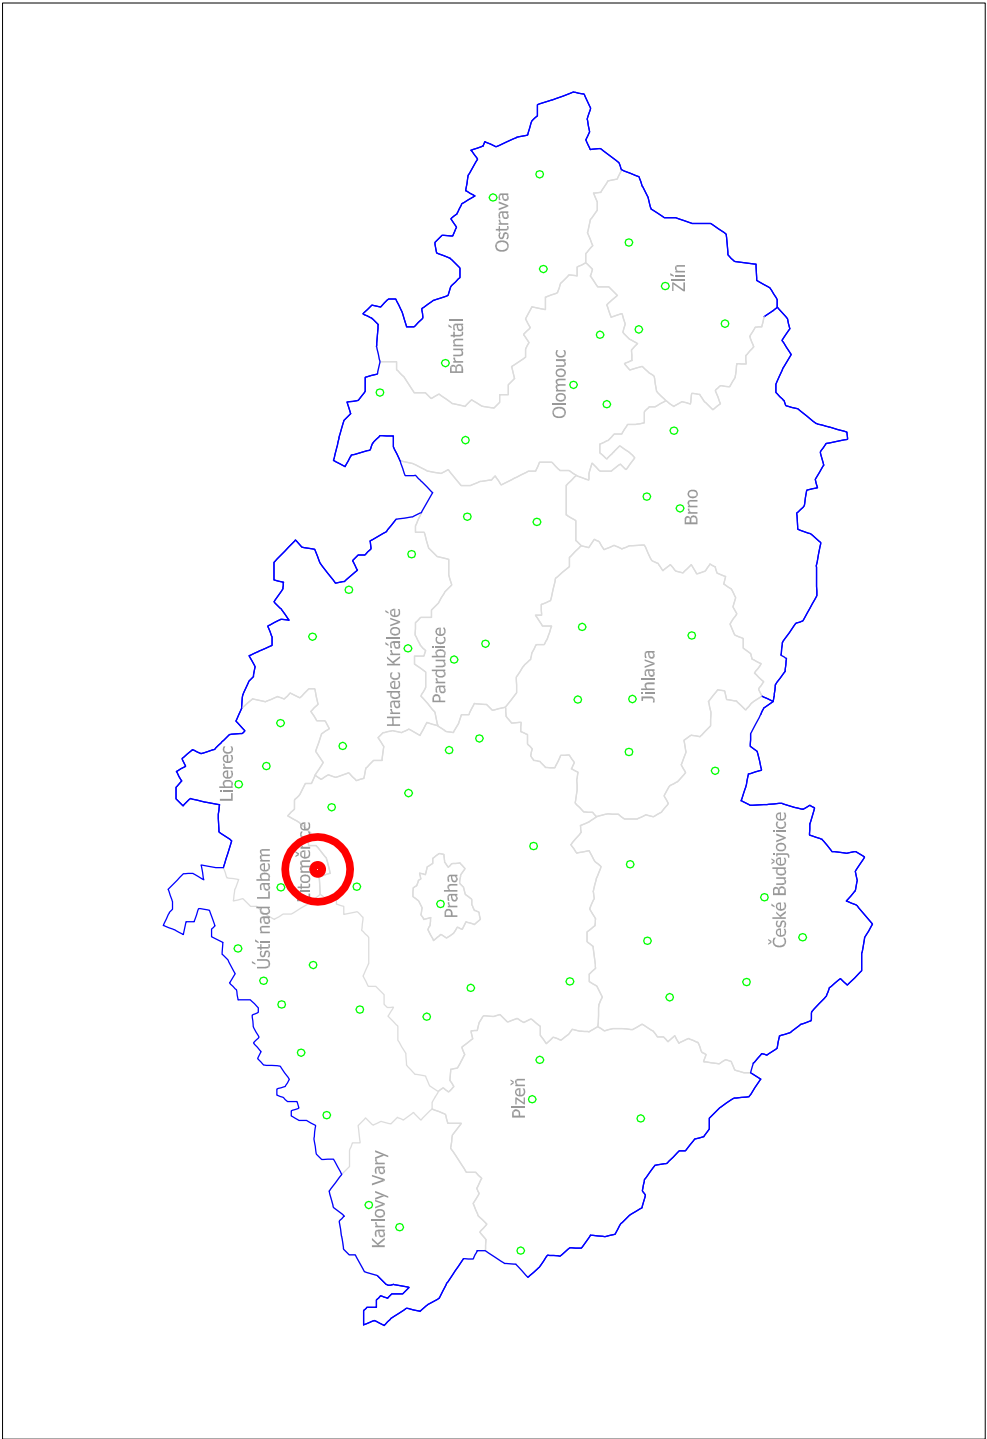 Liberec
Ústí nad Labem
Litoměřice
Karlovy Vary
Hradec Králové
Pardubice
Praha
Bruntál
Ostrava
Plzeň
Olomouc
Jihlava
Zlín
Brno
České Budějovice